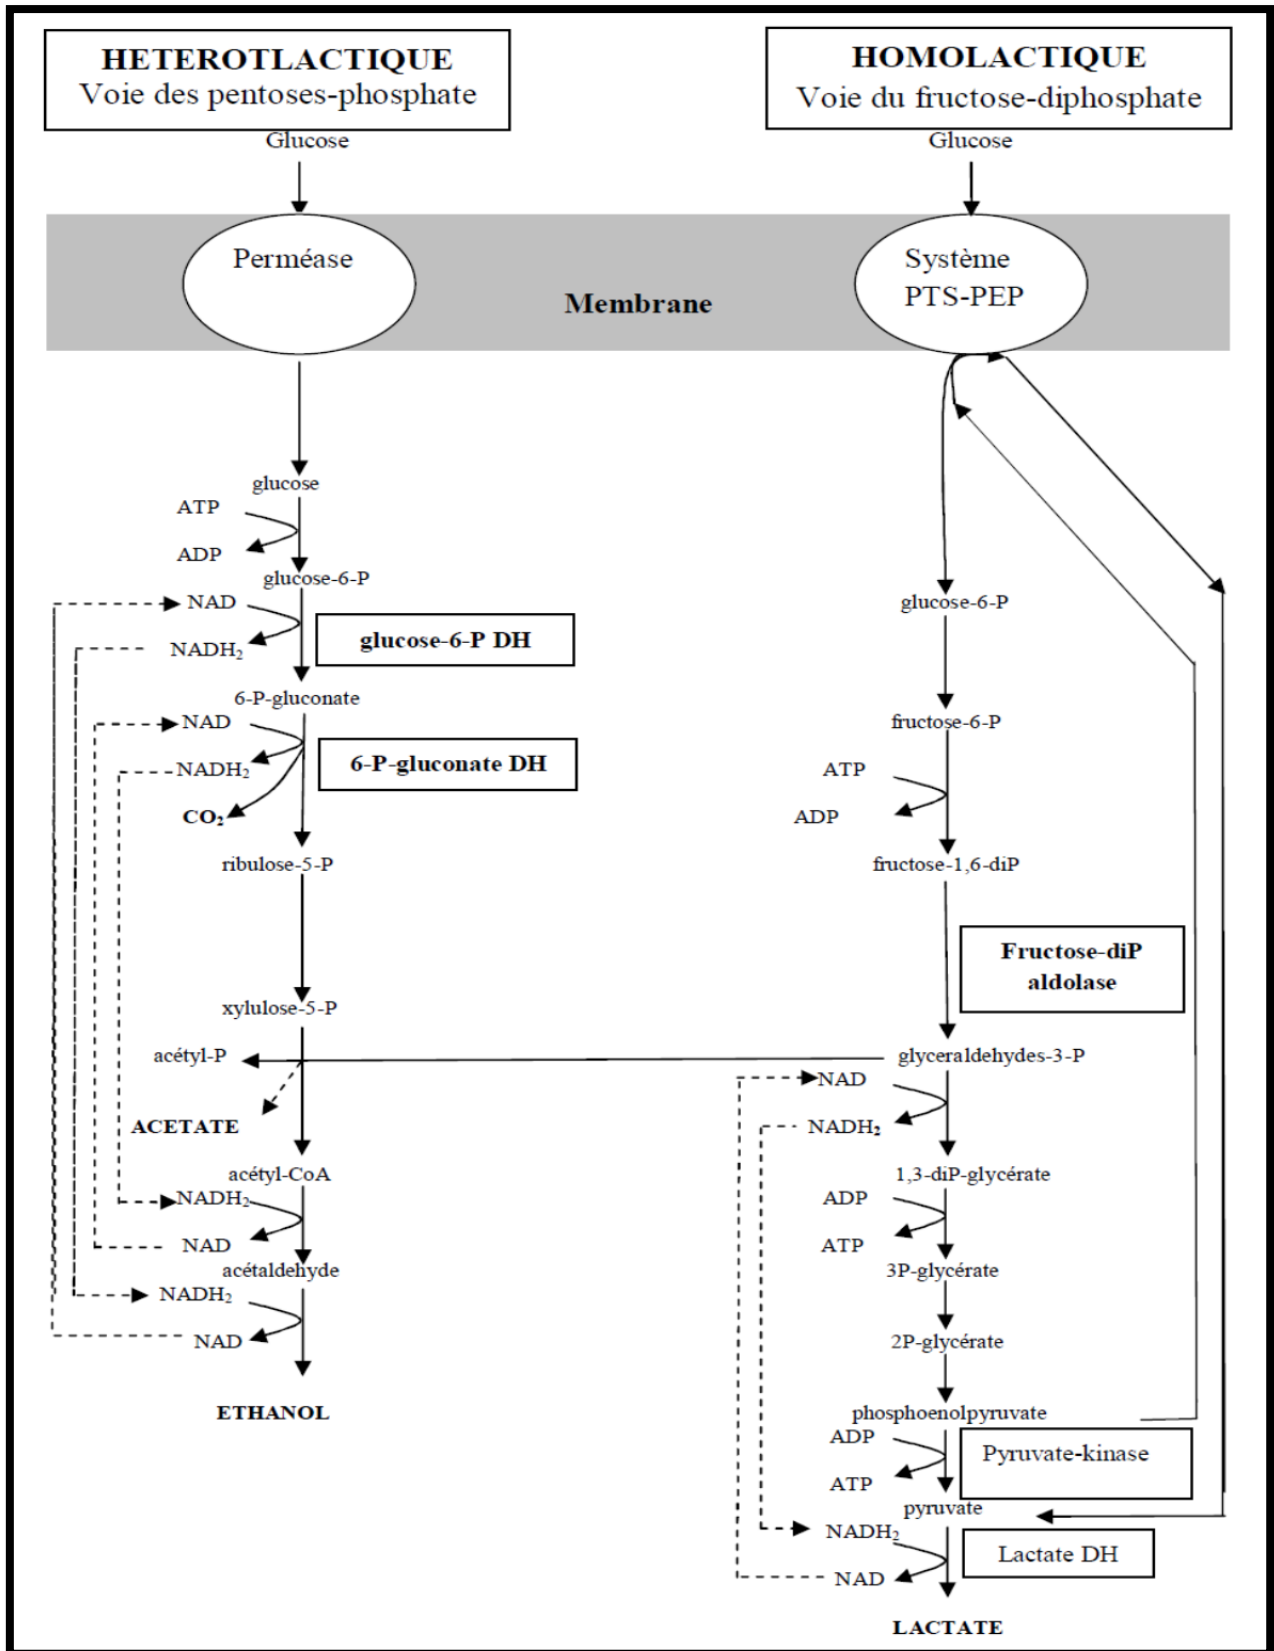 HETEROTLACTIQUE
Voie des pentoses-phosphate
Glucose
Perméase
Membrane
glucose
ATP
ADP
glucose-6-P
NAD
NADH₂
glucose-6-P DH
6-P-gluconate
NAD
NADH₂
6-P-gluconate DH
CO₂
ribulose-5-P
xylulose-5-P
acétyl-P
ACETATE
acétyl-CoA
NADH₂
NAD
acétaldehyde
NADH₂
NAD
ETHANOL
HOMOLACTIQUE
Voie du fructose-diphosphate
Glucose
Système
PTS-PEP
glucose-6-P
fructose-6-P
ATP
ADP
fructose-1,6-diP
Fructose-diP
aldolase
glyceraldehydes-3-P
NAD
NADH₂
1,3-diP-glycérate
ADP
ATP
3P-glycérate
2P-glycérate
phosphoenolpyruvate
ADP
ATP
Pyruvate-kinase
pyruvate
NADH₂
NAD
Lactate DH
LACTATE